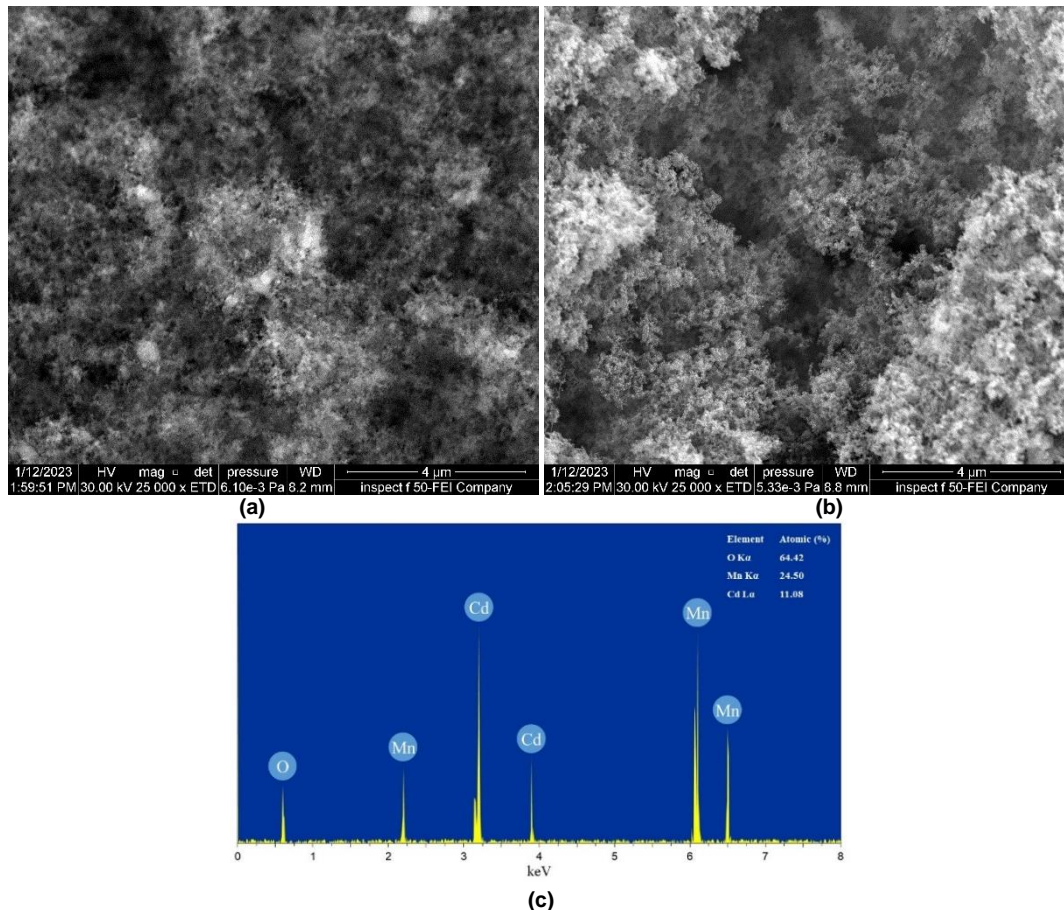 1/12/2023 HV mag □ det pressure WD 4 µm
1:59:51 PM 30.00 kV 25 000 x ETD 6.10e-3 Pa 8.2 mm inspect f 50-FEI Company
(a)
1/12/2023 HV mag □ det pressure WD 4 µm
2:05:29 PM 30.00 kV 25 000 x ETD 5.33e-3 Pa 8.8 mm inspect f 50-FEI Company
(b)
Element Atomic (%)
O Kα 64.42
Mn Kα 24.50
Cd Lα 11.08
O
Mn
Cd
Cd
Mn
Mn
0 1 2 3 4 5 6 7 8
keV
(c)